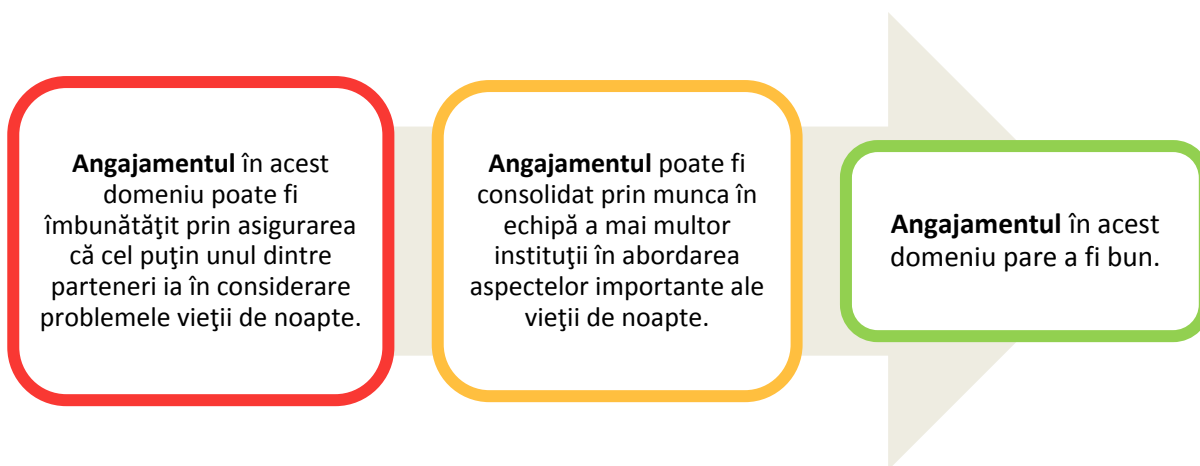 Angajamentul în acest
domeniu poate fi
îmbunătăţit prin asigurarea
că cel puţin unul dintre
parteneri ia în considerare
problemele vieţii de noapte.
Angajamentul poate fi
consolidat prin munca în
echipă a mai multor
instituţii în abordarea
aspectelor importante ale
vieţii de noapte.
Angajamentul în acest
domeniu pare a fi bun.